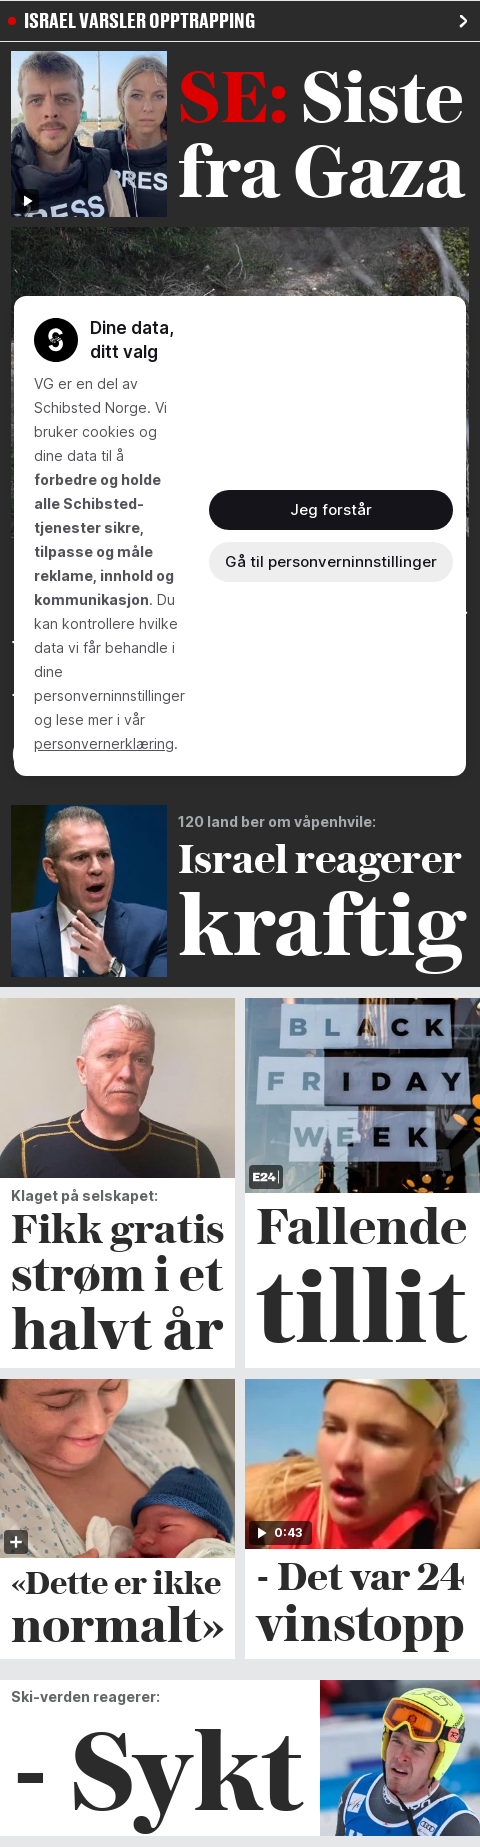 ISRAEL VARSLER OPPTRAPPING
SE: Siste
fra Gaza
PRESS
PRESS
Dine data,
ditt valg
VG er en del av
Schibsted Norge. Vi
bruker cookies og
dine data til å
forbedre og holde
alle Schibsted-
tjenester sikre,
tilpasse og måle
reklame, innhold og
kommunikasjon. Du
kan kontrollere hvilke
data vi får behandle i
dine
personverninnstillinger
og lese mer i vår
personvernerklæring.
Jeg forstår
Gå til personverninnstillinger
120 land ber om våpenhvile:
Israel reagerer
kraftig
Klaget på selskapet:
Fikk gratis
strøm i et
halvt år
BLACK
FRIDAY
WEEK
E24
Fallende
tillit
«Dette er ikke
normalt»
0:43
- Det var 24
vinstopp
Ski-verden reagerer:
- Sykt